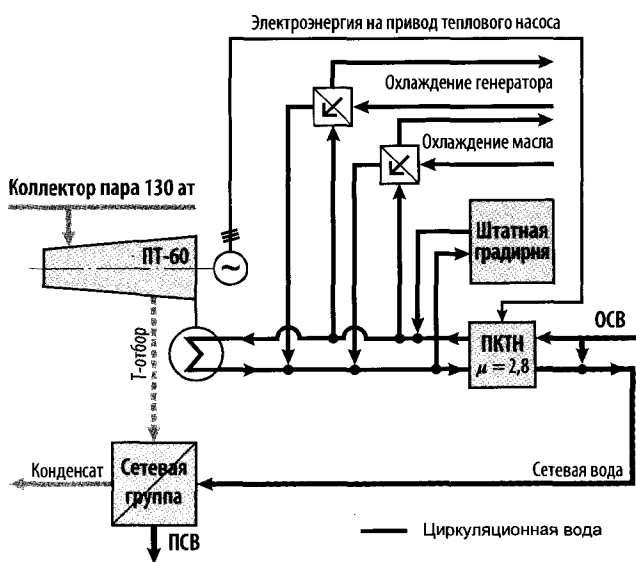 Электроэнергия на привод теплового насоса
Охлаждение генератора
Охлаждение масла
Коллектор пара 130 ат
ПТ-60
~
Штатная
градирня
Т-отбор
ПКТН
μ = 2,8
ОСВ
Конденсат
Сетевая
группа
Сетевая вода
ПСВ
Циркуляционная вода